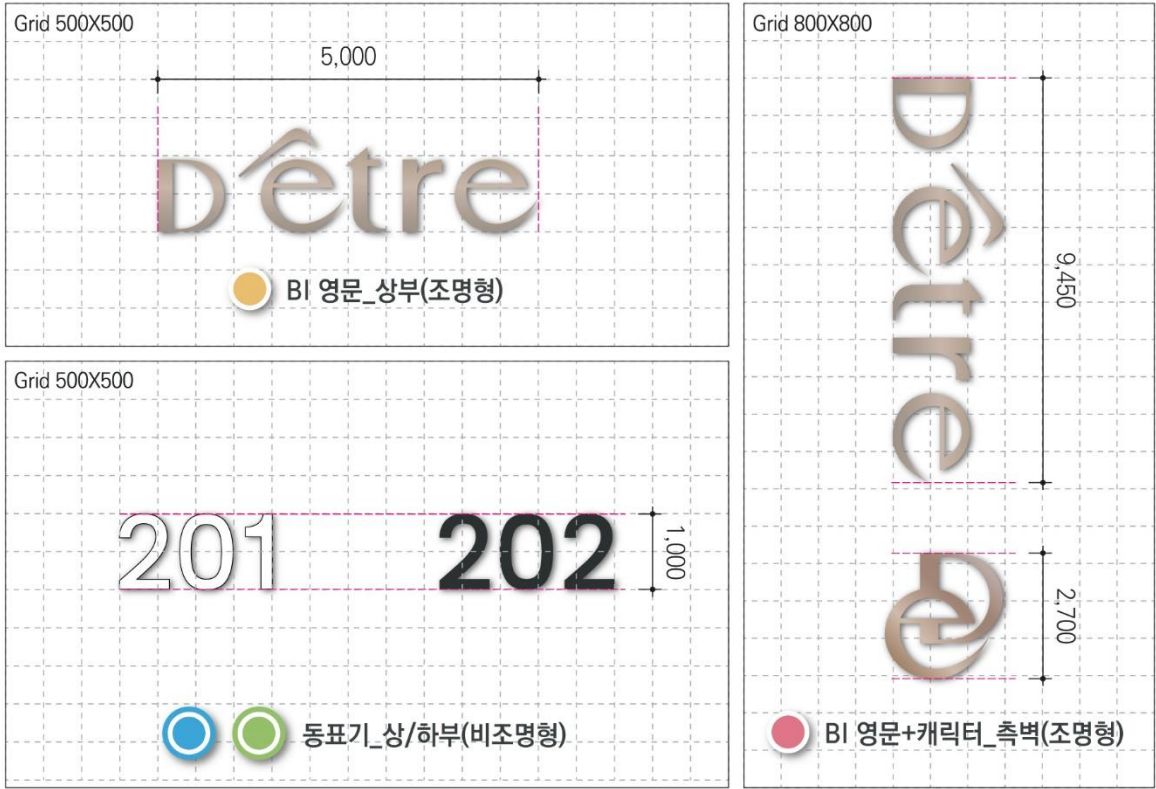 Grid 500X500
5,000
D'être
BI 영문_상부(조명형)
Grid 500X500
201 202
1,000
동표기_상/하부(비조명형)
Grid 800X800
D'être
9,450
2,700
BI 영문+캐릭터_측벽(조명형)